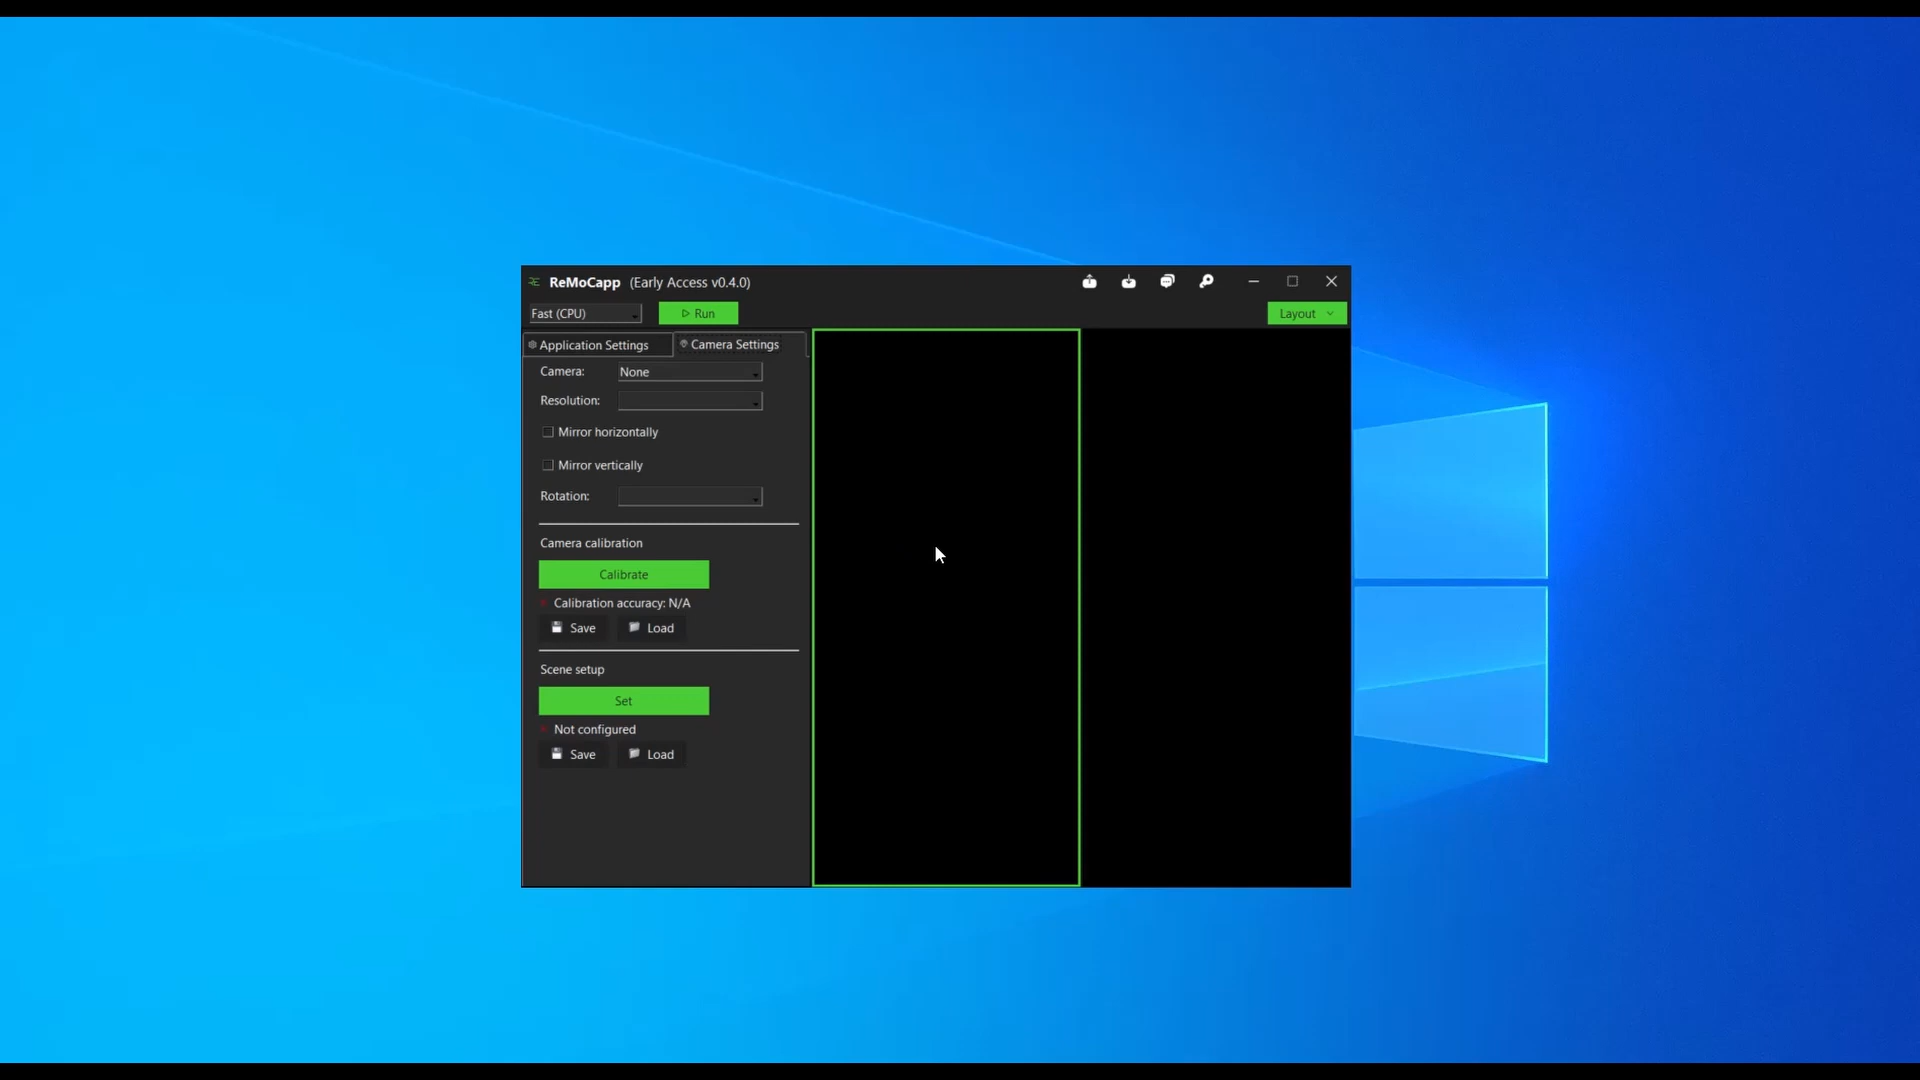 ReMoCapp (Early Access v0.4.0)
Fast (CPU) Run Layout
Application Settings Camera Settings
Camera: None
Resolution:
Mirror horizontally
Mirror vertically
Rotation:
Camera calibration
Calibrate
Calibration accuracy: N/A
Save Load
Scene setup
Set
Not configured
Save Load